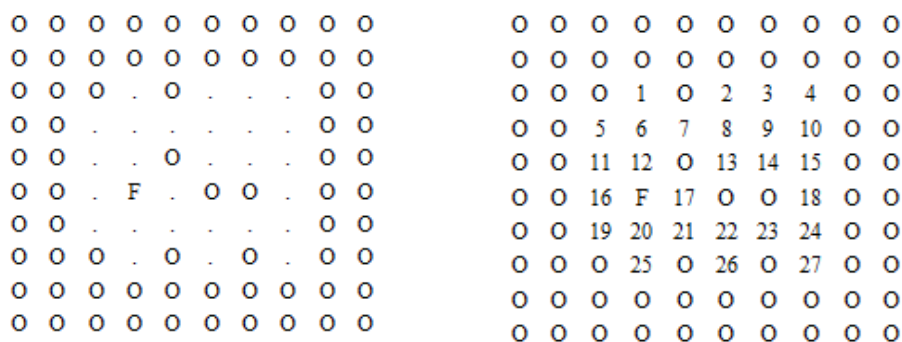 O O O O O O O O O O
O O O O O O O O O O
O O O . O . . . O O
O O . . . . . . O O
O O . . O . . . O O
O O . F . O O . O O
O O . . . . . . O O
O O O . O . O . O O
O O O O O O O O O O
O O O O O O O O O O
O O O O O O O O O O
O O O O O O O O O O
O O O 1 O 2 3 4 O O
O O 5 6 7 8 9 10 O O
O O 11 12 O 13 14 15 O O
O O 16 F 17 O O 18 O O
O O 19 20 21 22 23 24 O O
O O O 25 O 26 O 27 O O
O O O O O O O O O O
O O O O O O O O O O